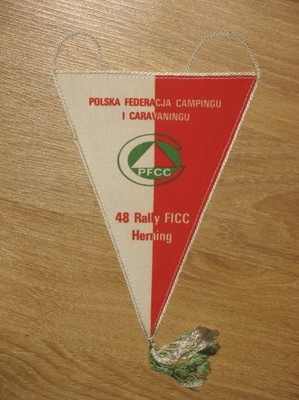 POLSKA FEDERACJA CAMPINGU
I CARAVANINGU
PFCC
48 Rally FICC
Herning